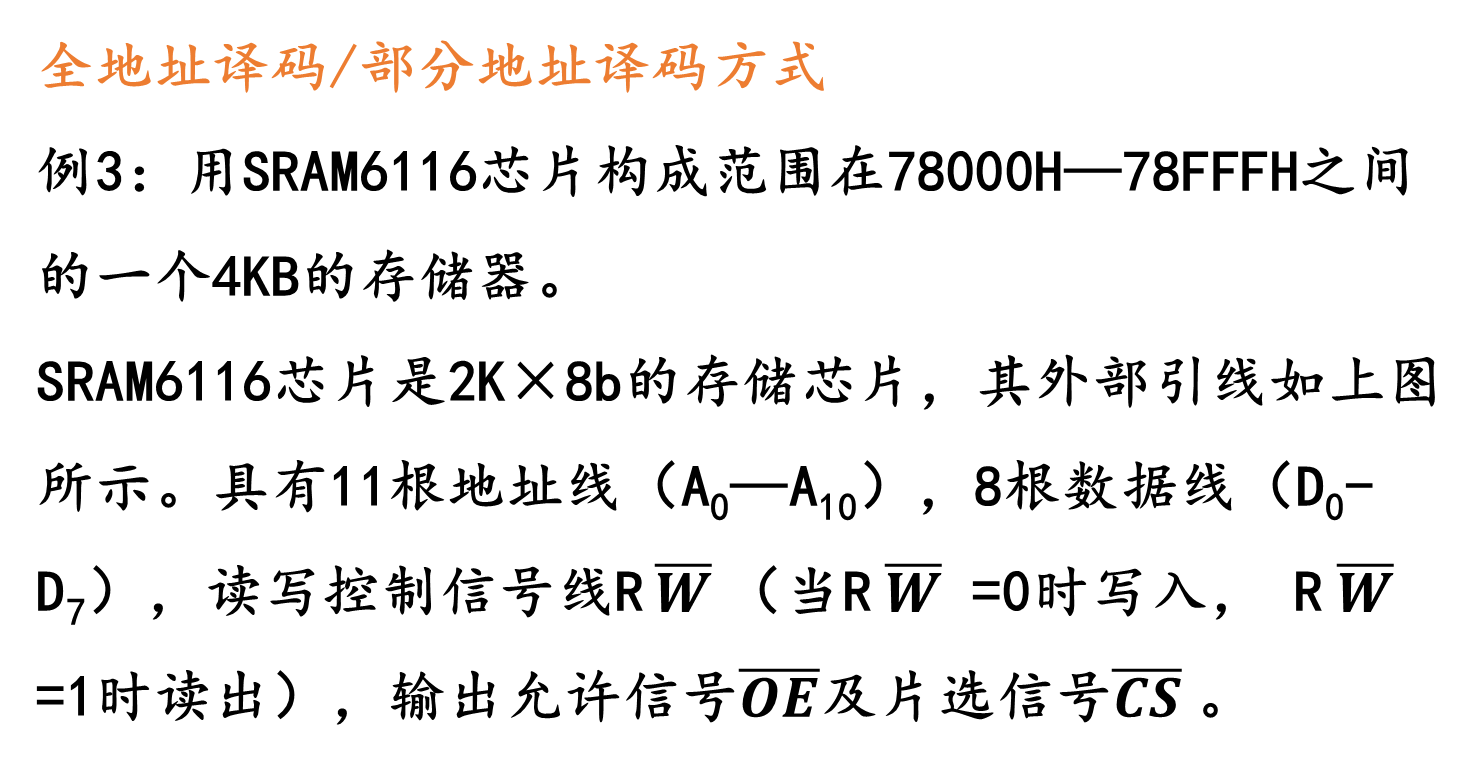 全地址译码/部分地址译码方式
例3：用SRAM6116芯片构成范围在78000H—78FFFH之间
的一个4KB的存储器。
SRAM6116芯片是2K×8b的存储芯片，其外部引线如上图
所示。具有11根地址线（A₀—A₁₀），8根数据线（D₀-
D₇），读写控制信号线R W̅（当R W̅ =0时写入， R W̅
=1时读出），输出允许信号O̅E̅及片选信号C̅S̅。